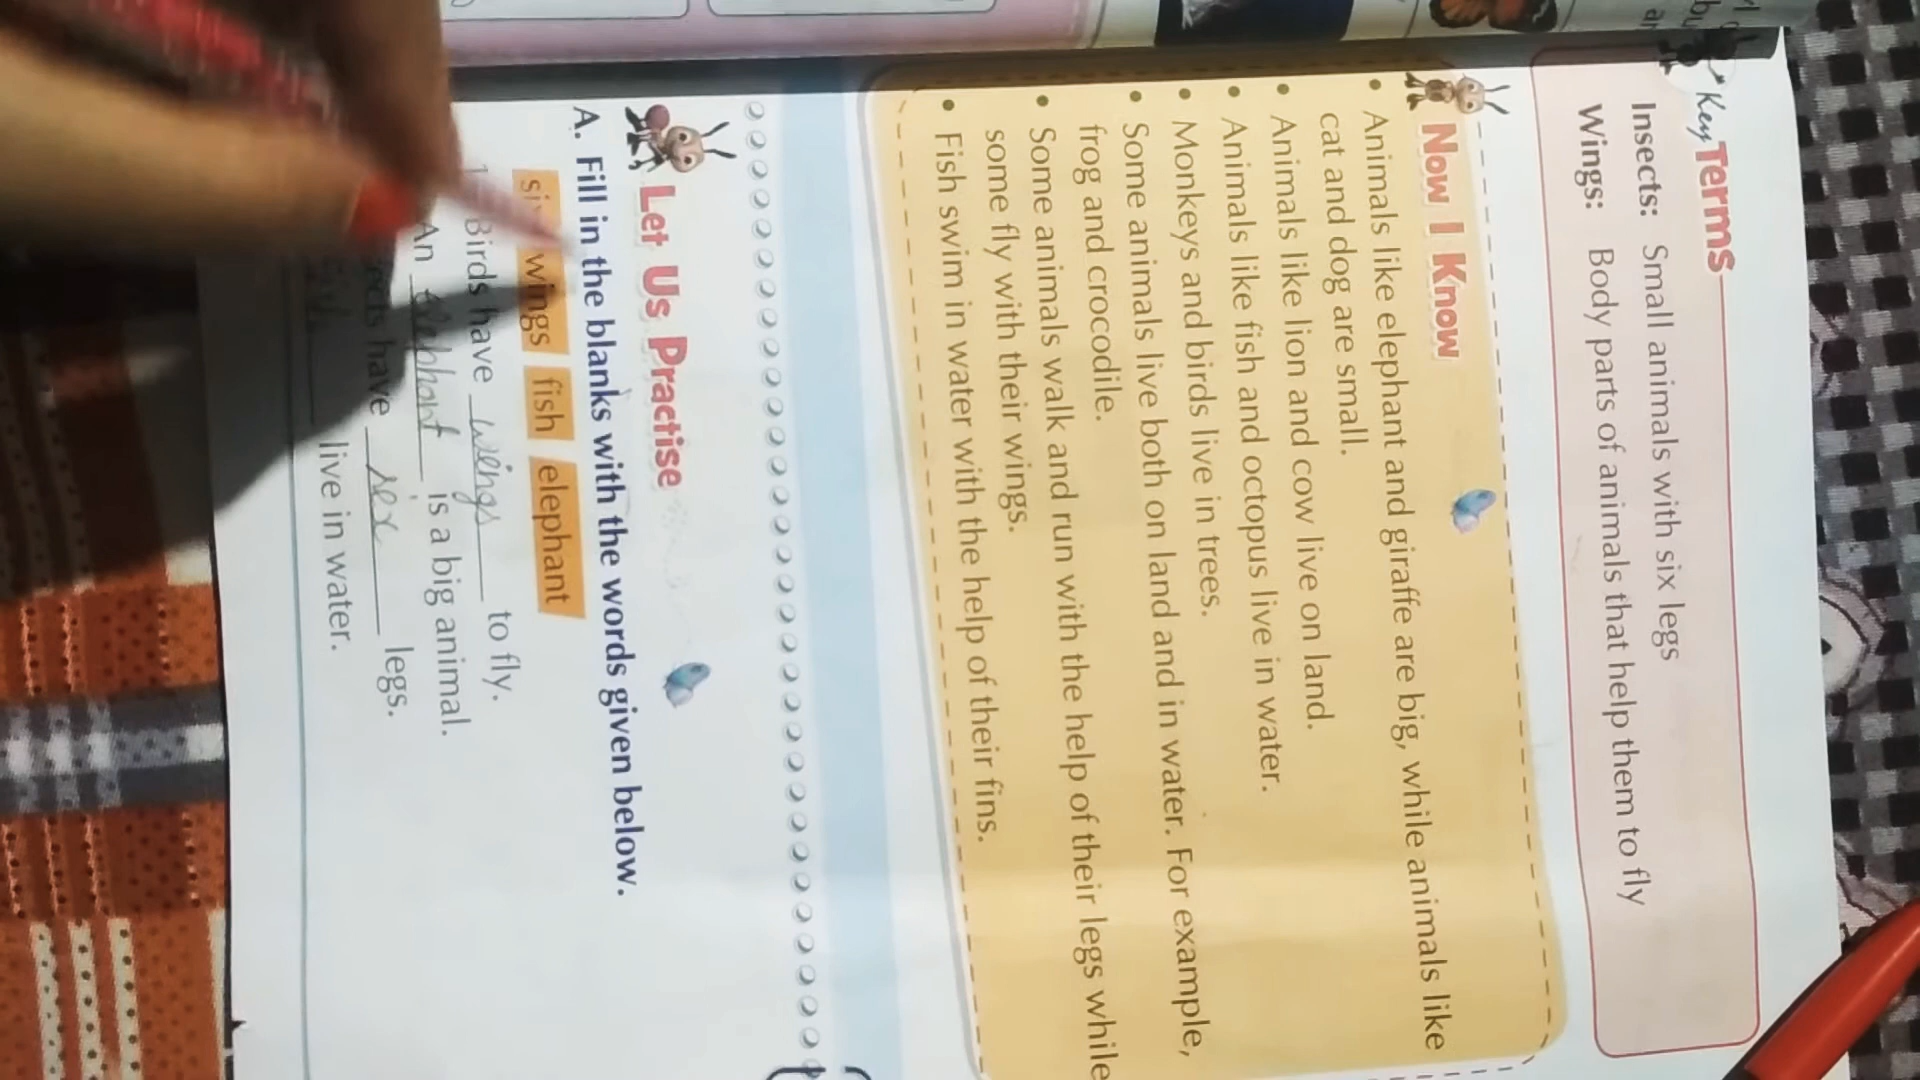 Key Terms
Insects: Small animals with six legs
Wings: Body parts of animals that help them to fly
Now I Know
• Animals like elephant and giraffe are big, while animals like
cat and dog are small.
• Animals like lion and cow live on land.
• Animals like fish and octopus live in water.
• Monkeys and birds live in trees.
• Some animals live both on land and in water. For example,
frog and crocodile.
• Some animals walk and run with the help of their legs while
some fly with their wings.
• Fish swim in water with the help of their fins.
Let Us Practise
A. Fill in the blanks with the words given below.
wings fish elephant
Birds have wings to fly.
An elephant is a big animal.
have sex legs.
live in water.